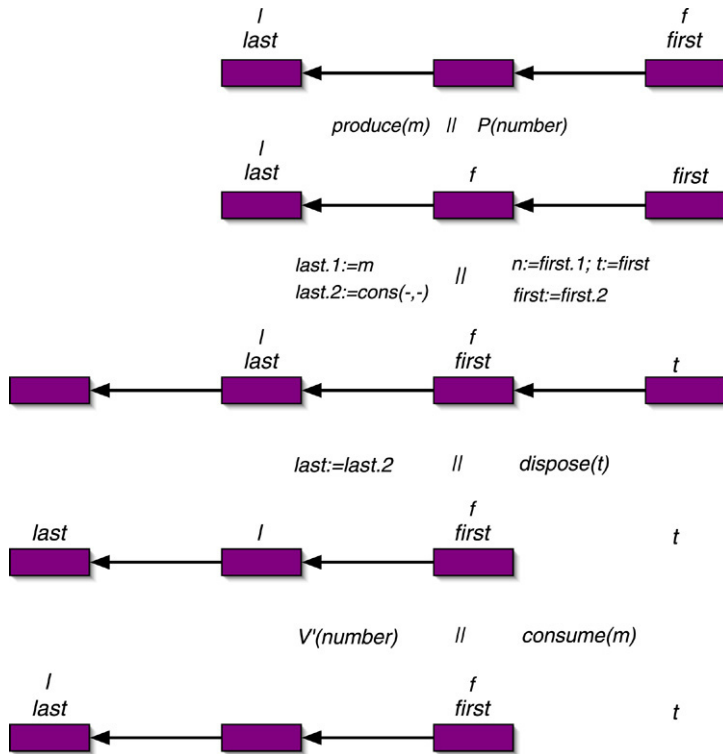 l f
last first
produce(m) || P(number)
l
last f first
last.1:=m || n:=first.1; t:=first
last.2:=cons(-,-) first:=first.2
l f
last first t
last:=last.2 || dispose(t)
f
last l first t
V'(number) || consume(m)
l f
last first t